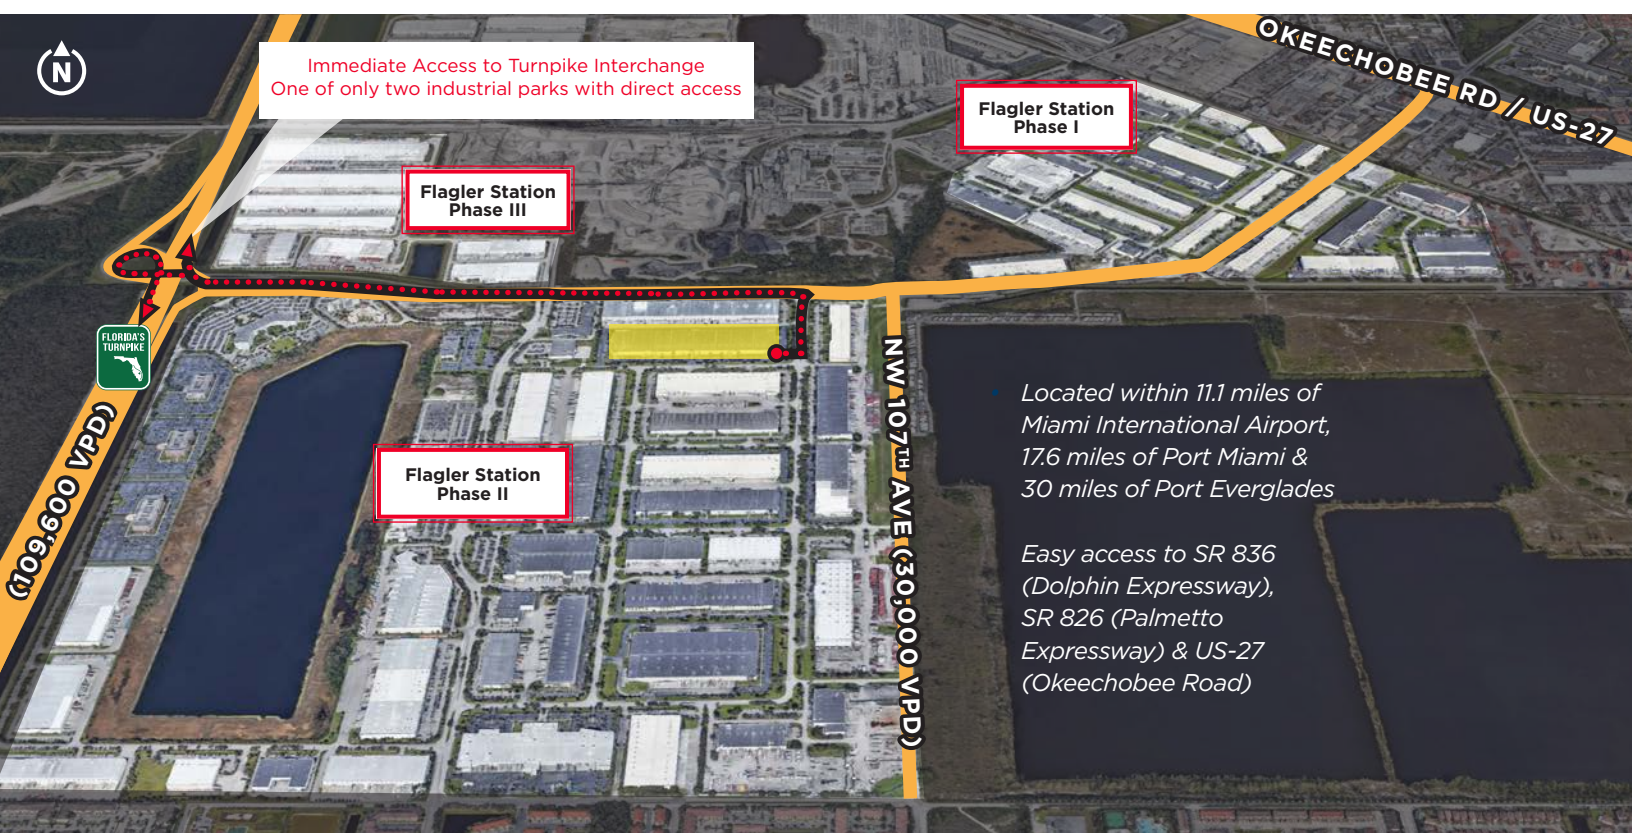 N
Immediate Access to Turnpike Interchange
One of only two industrial parks with direct access
OKEECHOBEE RD / US-27
Flagler Station
Phase I
Flagler Station
Phase III
FLORIDA'S
TURNPIKE
(109,600 VPD)
Flagler Station
Phase II
NW 107TH AVE (30,000 VPD)
Located within 11.1 miles of
Miami International Airport,
17.6 miles of Port Miami &
30 miles of Port Everglades
Easy access to SR 836
(Dolphin Expressway),
SR 826 (Palmetto
Expressway) & US-27
(Okeechobee Road)